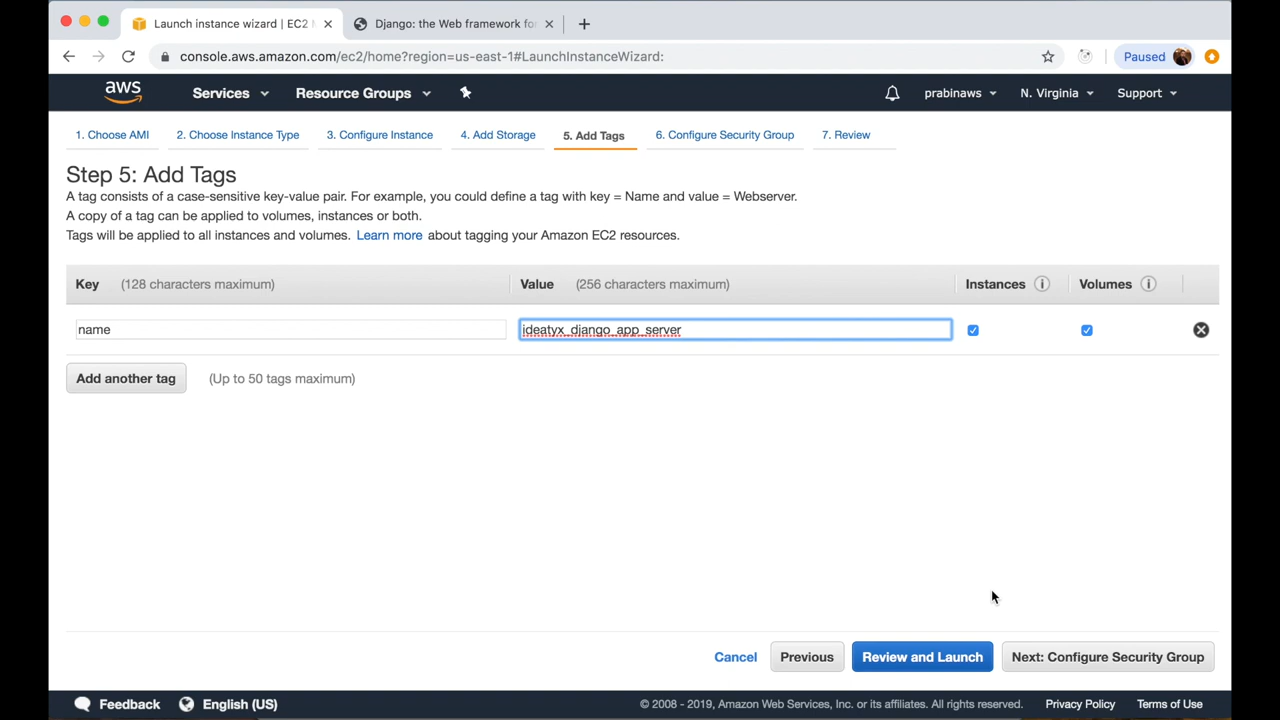 Launch instance wizard | EC2
Django: the Web framework fo
console.aws.amazon.com/ec2/home?region=us-east-1#LaunchInstanceWizard:
Paused
aws
Services
Resource Groups
prabinaws
N. Virginia
Support
1. Choose AMI
2. Choose Instance Type
3. Configure Instance
4. Add Storage
5. Add Tags
6. Configure Security Group
7. Review
Step 5: Add Tags
A tag consists of a case-sensitive key-value pair. For example, you could define a tag with key = Name and value = Webserver.
A copy of a tag can be applied to volumes, instances or both.
Tags will be applied to all instances and volumes. Learn more about tagging your Amazon EC2 resources.
Key (128 characters maximum)
Value (256 characters maximum)
Instances
Volumes
name
ideatyx_django_app_server
Add another tag
(Up to 50 tags maximum)
Cancel
Previous
Review and Launch
Next: Configure Security Group
Feedback
English (US)
© 2008 - 2019, Amazon Web Services, Inc. or its affiliates. All rights reserved.
Privacy Policy
Terms of Use